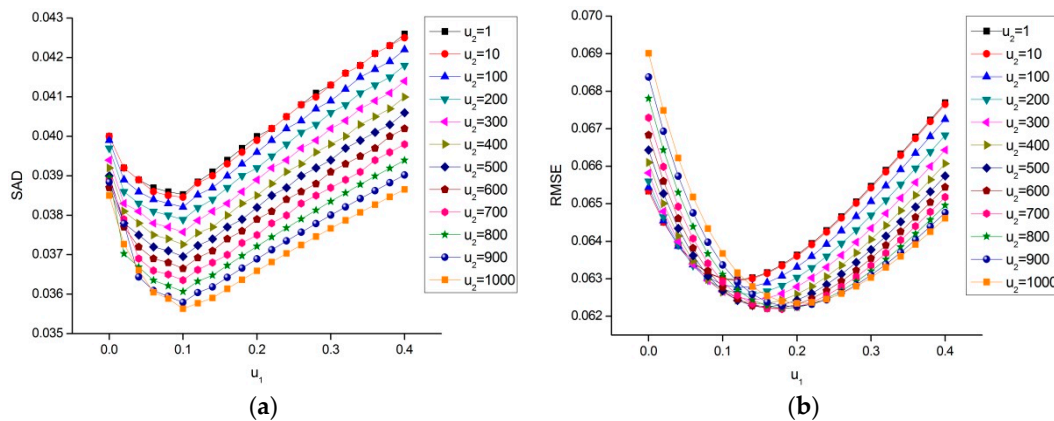 0.043
0.042
0.041
0.040
0.039
0.038
0.037
0.036
0.035
SAD
0.0
0.1
0.2
0.3
0.4
u₁
u₂=1
u₂=10
u₂=100
u₂=200
u₂=300
u₂=400
u₂=500
u₂=600
u₂=700
u₂=800
u₂=900
u₂=1000
(a)
0.070
0.069
0.068
0.067
0.066
0.065
0.064
0.063
0.062
RMSE
0.0
0.1
0.2
0.3
0.4
u₁
u₂=1
u₂=10
u₂=100
u₂=200
u₂=300
u₂=400
u₂=500
u₂=600
u₂=700
u₂=800
u₂=900
u₂=1000
(b)